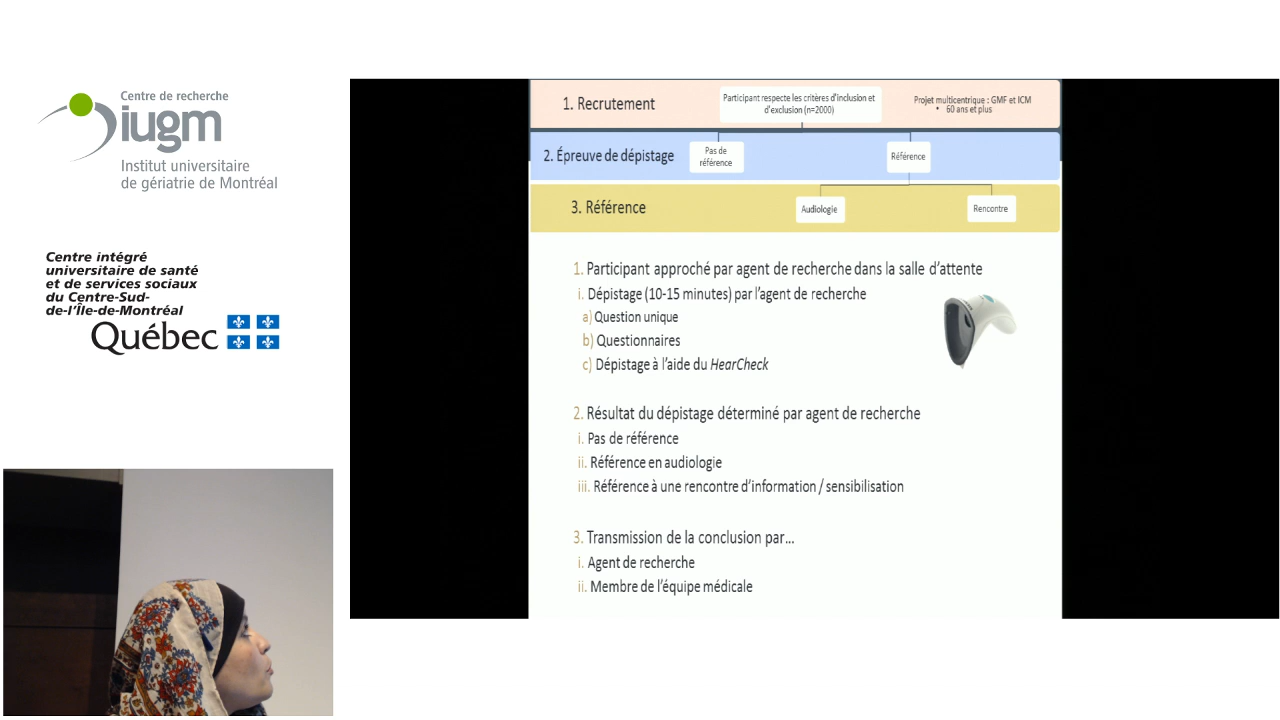 Centre de recherche
iugm
Institut universitaire
de gériatrie de Montréal
Centre intégré
universitaire de santé
et de services sociaux
du Centre-Sud-
de-l'Île-de-Montréal
Québec
1. Recrutement
Participant respecte les critères d'inclusion et
d'exclusion (n=2000)
Projet multicentrique : GMF et ICM
• 60 ans et plus
2. Épreuve de dépistage
Pas de
référence
Référence
3. Référence
Audiologie
Rencontre
1. Participant approché par agent de recherche dans la salle d'attente
i. Dépistage (10-15 minutes) par l'agent de recherche
a) Question unique
b) Questionnaires
c) Dépistage à l'aide du HearCheck
2. Résultat du dépistage déterminé par agent de recherche
i. Pas de référence
ii. Référence en audiologie
iii. Référence à une rencontre d'information / sensibilisation
3. Transmission de la conclusion par...
i. Agent de recherche
ii. Membre de l'équipe médicale